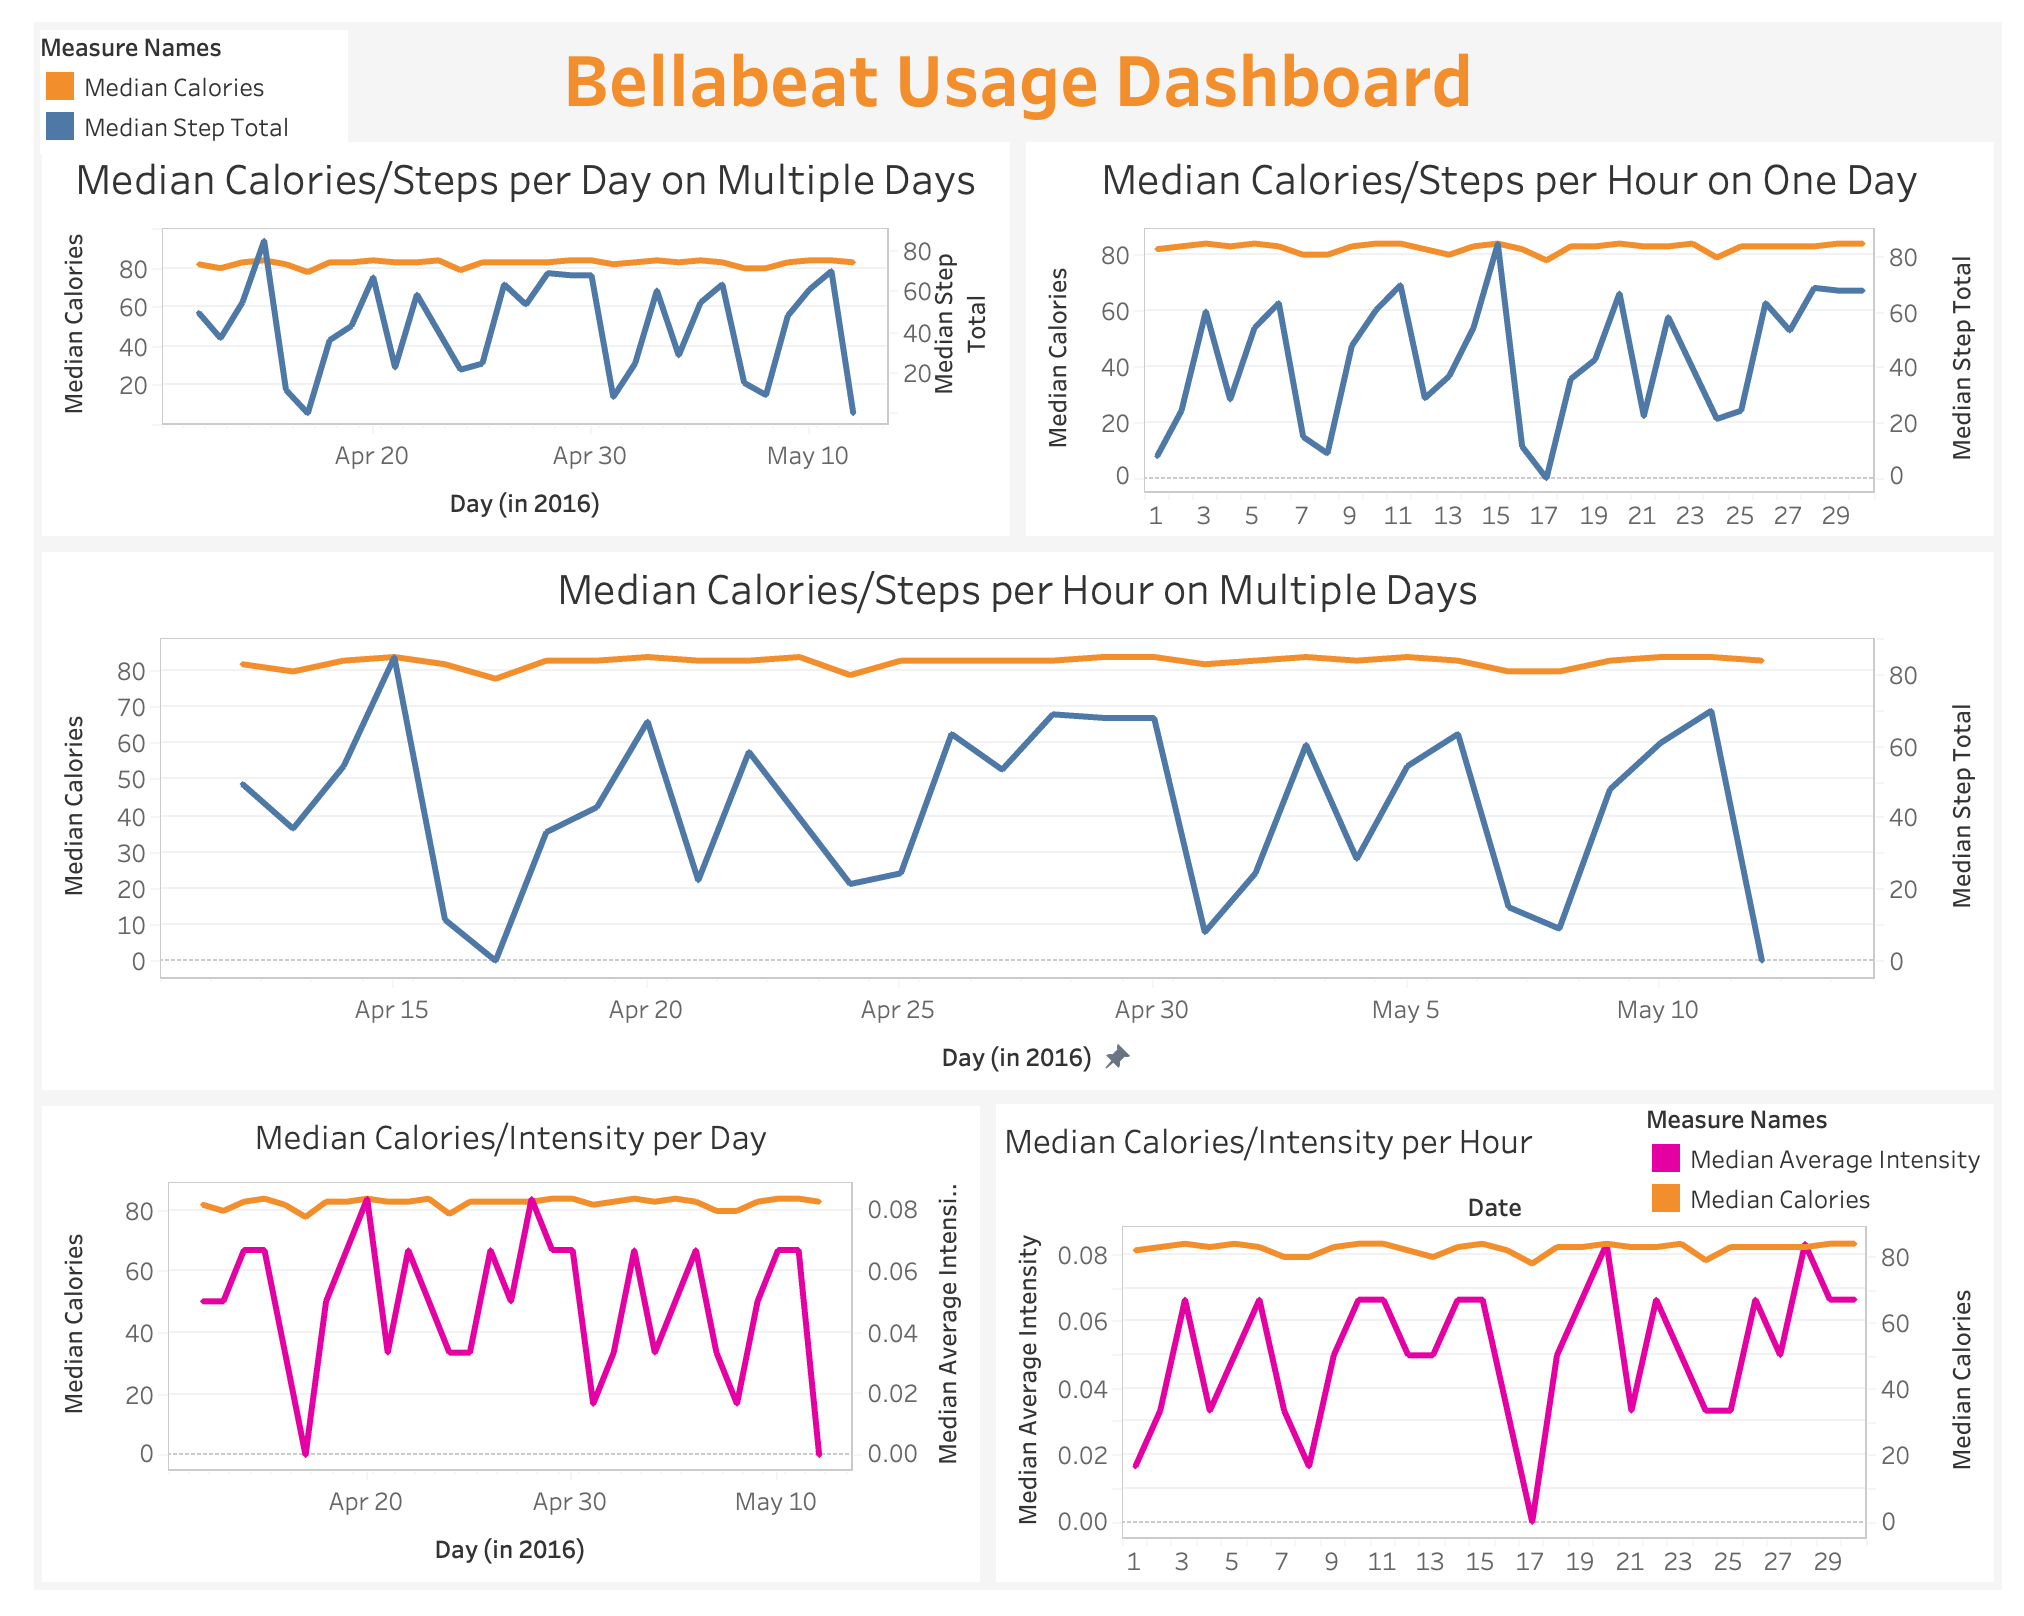 Measure Names
Median Calories
Median Step Total
Bellabeat Usage Dashboard
Median Calories/Steps per Day on Multiple Days
Median Calories
80
60
40
20
80
60
40
20
Median Step
Total
Apr 20
Apr 30
May 10
Day (in 2016)
Median Calories/Steps per Hour on One Day
Median Calories
80
60
40
20
0
80
60
40
20
0
Median Step Total
1 3 5 7 9 11 13 15 17 19 21 23 25 27 29
Median Calories/Steps per Hour on Multiple Days
Median Calories
80
70
60
50
40
30
20
10
0
80
60
40
20
0
Median Step Total
Apr 15
Apr 20
Apr 25
Apr 30
May 5
May 10
Day (in 2016)
Median Calories/Intensity per Day
Median Calories
80
60
40
20
0
0.08
0.06
0.04
0.02
0.00
Median Average Intensi..
Apr 20
Apr 30
May 10
Day (in 2016)
Median Calories/Intensity per Hour
Measure Names
Median Average Intensity
Median Calories
Date
Median Average Intensity
0.08
0.06
0.04
0.02
0.00
80
60
40
20
0
Median Calories
1 3 5 7 9 11 13 15 17 19 21 23 25 27 29